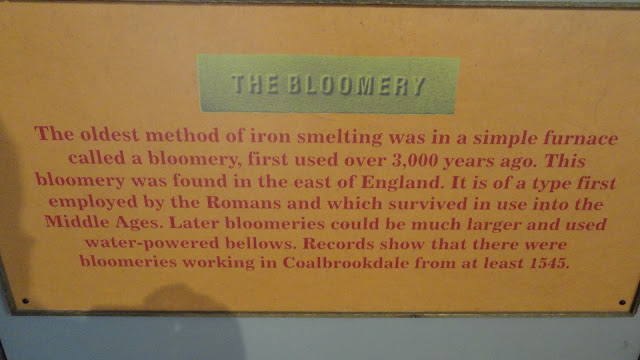 THE BLOOMERY
The oldest method of iron smelting was in a simple furnace
called a bloomery, first used over 3,000 years ago. This
bloomery was found in the east of England. It is of a type first
employed by the Romans and which survived in use into the
Middle Ages. Later bloomeries could be much larger and used
water-powered bellows. Records show that there were
bloomeries working in Coalbrookdale from at least 1545.